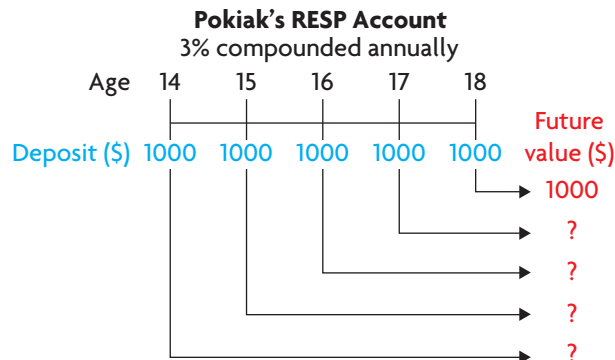 Pokiak's RESP Account
3% compounded annually
Age 14 15 16 17 18
Future
Deposit ($) 1000 1000 1000 1000 1000 value ($)
1000
?
?
?
?